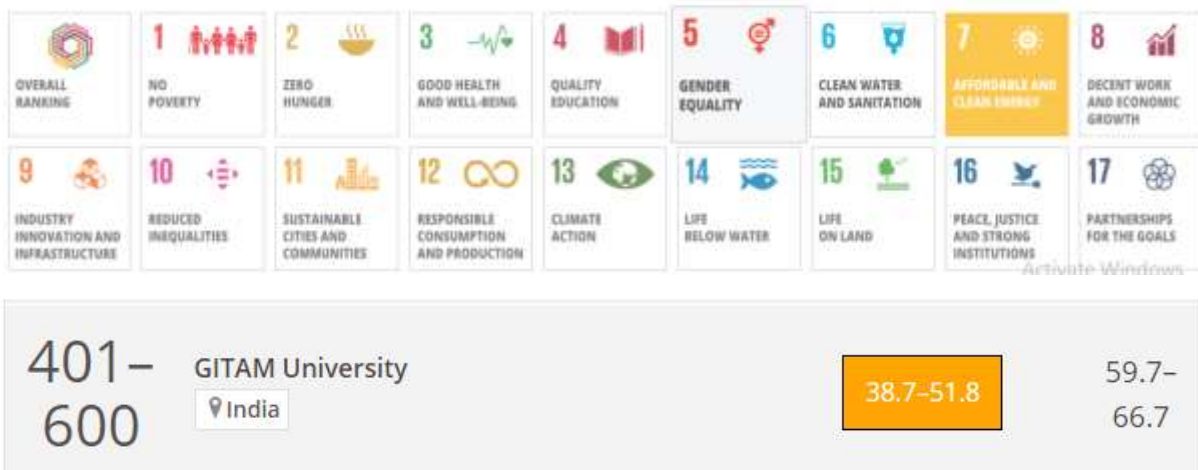 OVERALL
RANKING
1
NO
POVERTY
2
ZERO
HUNGER
3
GOOD HEALTH
AND WELL-BEING
4
QUALITY
EDUCATION
5
GENDER
EQUALITY
6
CLEAN WATER
AND SANITATION
7
AFFORDABLE AND
CLEAN ENERGY
8
DECENT WORK
AND ECONOMIC
GROWTH
9
INDUSTRY
INNOVATION AND
INFRASTRUCTURE
10
REDUCED
INEQUALITIES
11
SUSTAINABLE
CITIES AND
COMMUNITIES
12
RESPONSIBLE
CONSUMPTION
AND PRODUCTION
13
CLIMATE
ACTION
14
LIFE
BELOW WATER
15
LIFE
ON LAND
16
PEACE, JUSTICE
AND STRONG
INSTITUTIONS
17
PARTNERSHIPS
FOR THE GOALS
Activate Windows
401–
600
GITAM University
India
38.7–51.8
59.7–
66.7